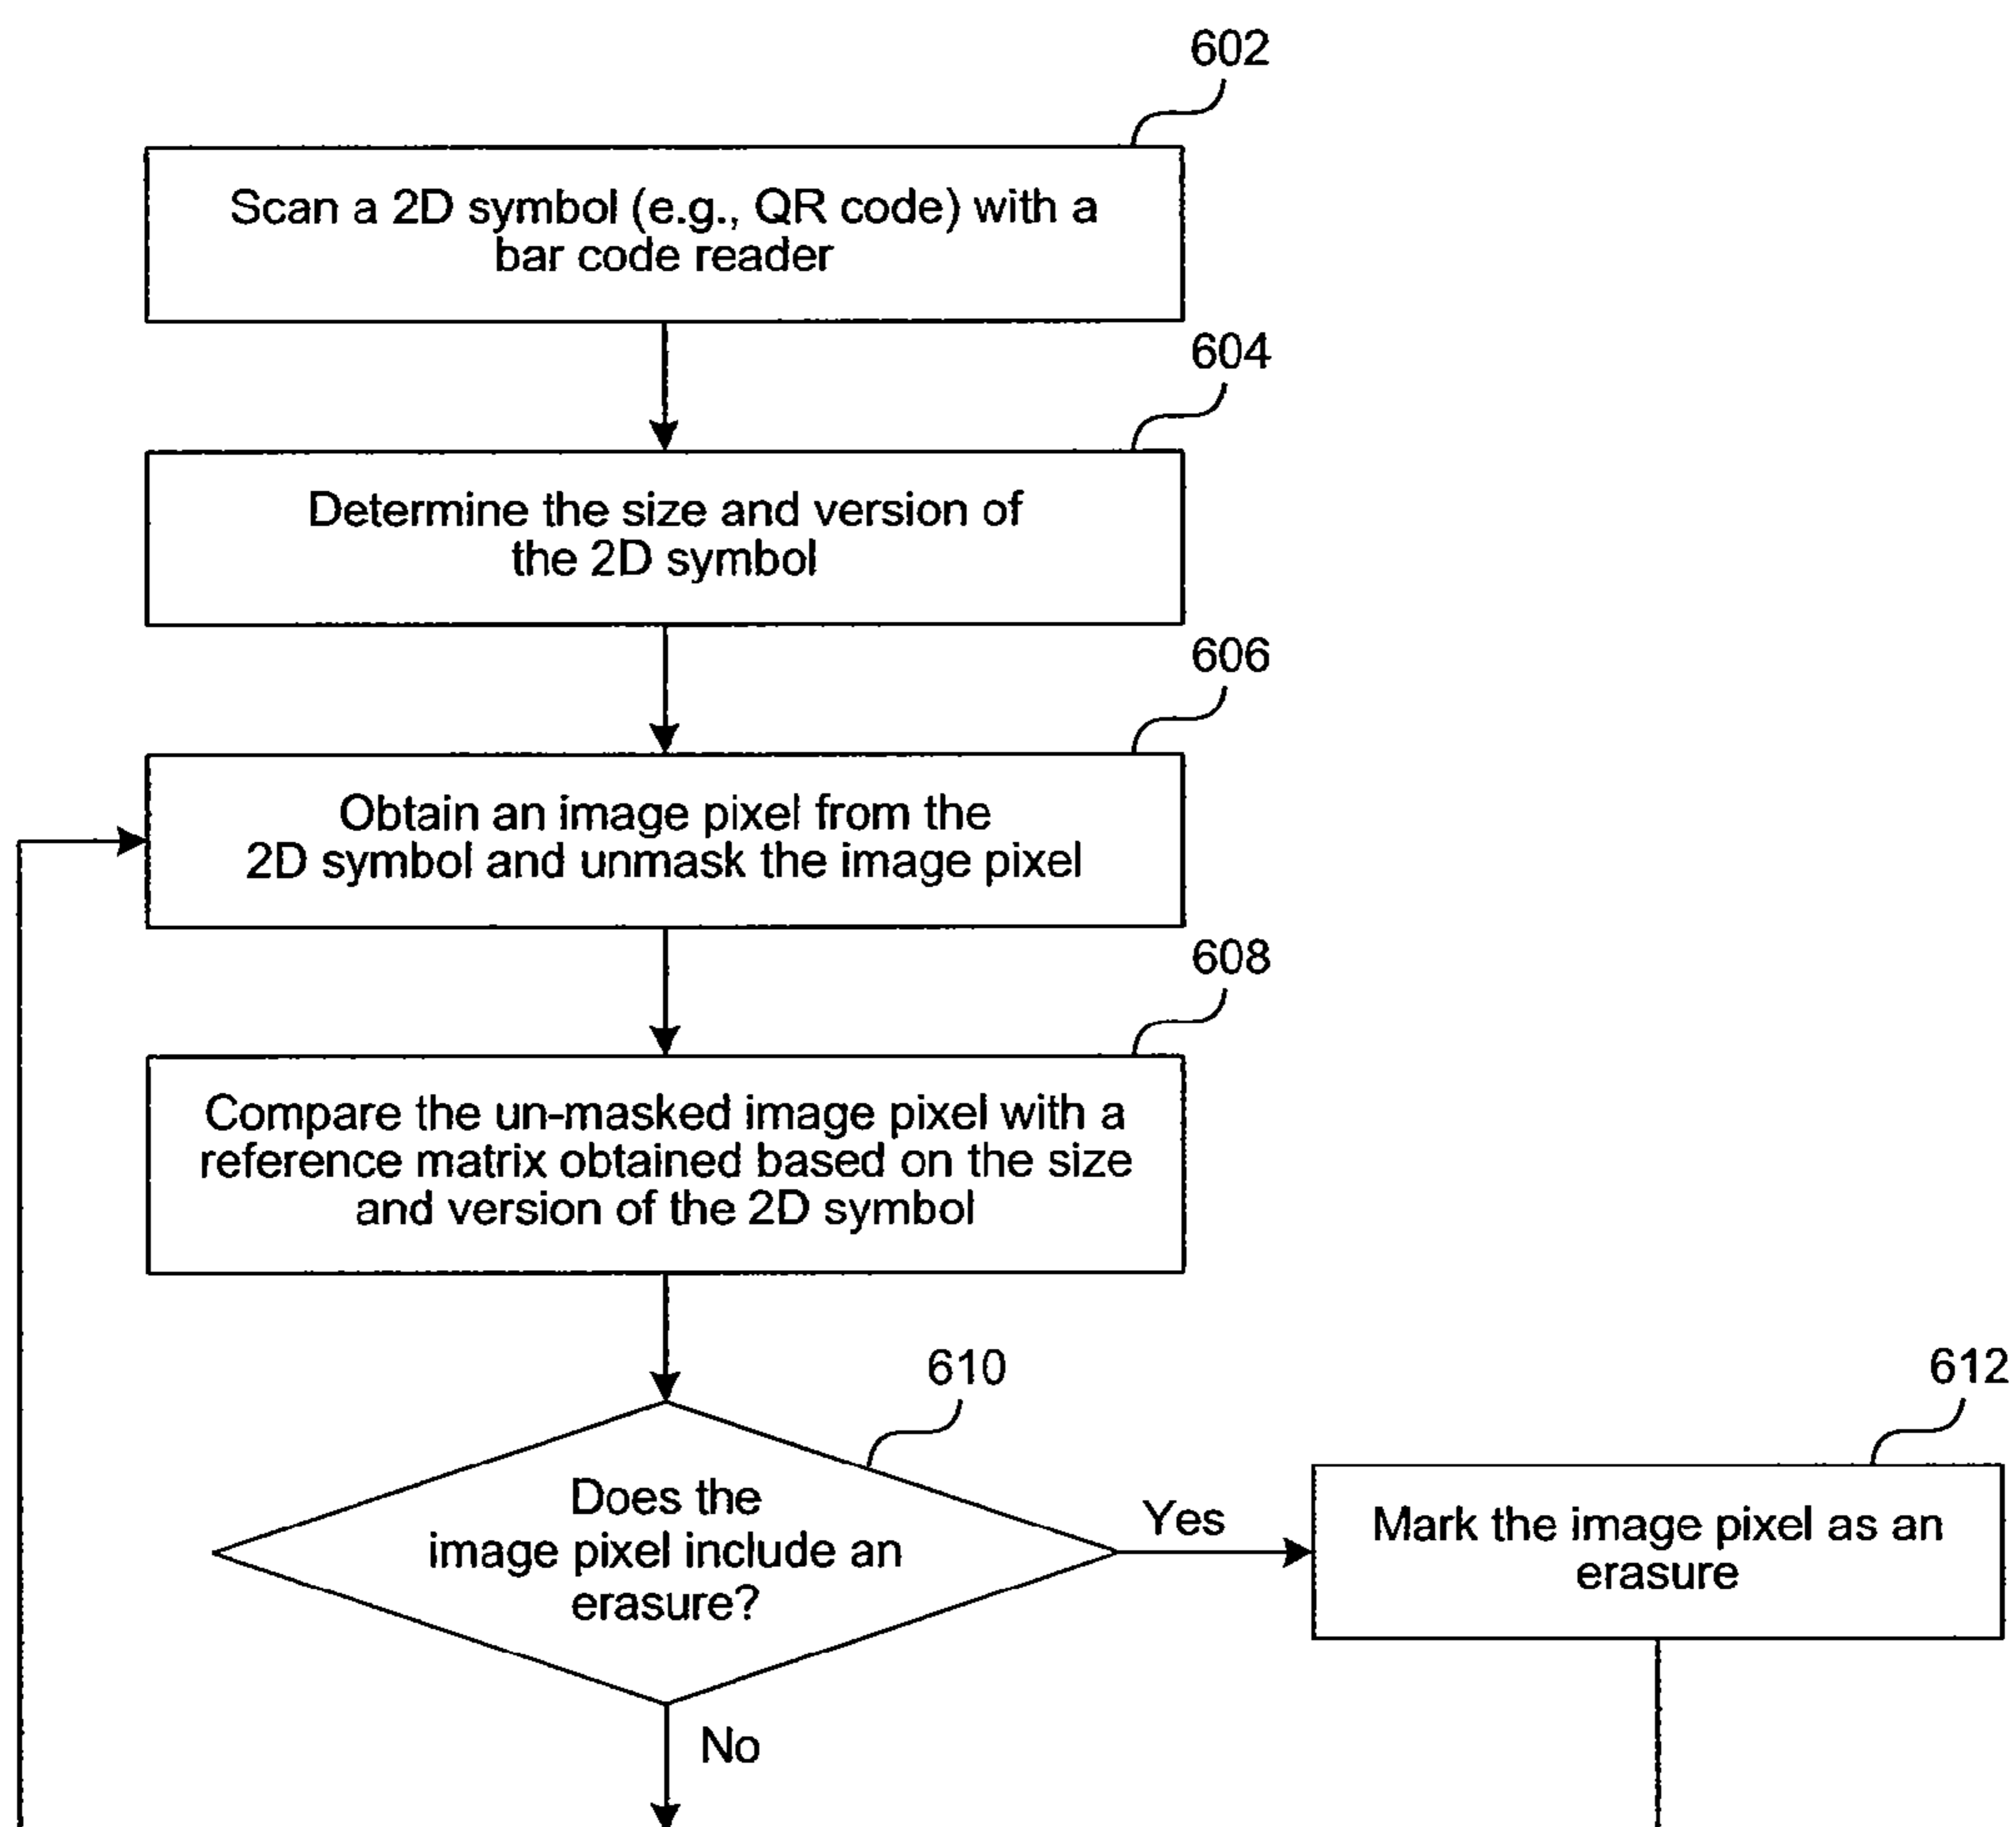 602
Scan a 2D symbol (e.g., QR code) with a
bar code reader
604
Determine the size and version of
the 2D symbol
606
Obtain an image pixel from the
2D symbol and unmask the image pixel
608
Compare the un-masked image pixel with a
reference matrix obtained based on the size
and version of the 2D symbol
610
Does the
image pixel include an
erasure?
Yes
612
Mark the image pixel as an
erasure
No